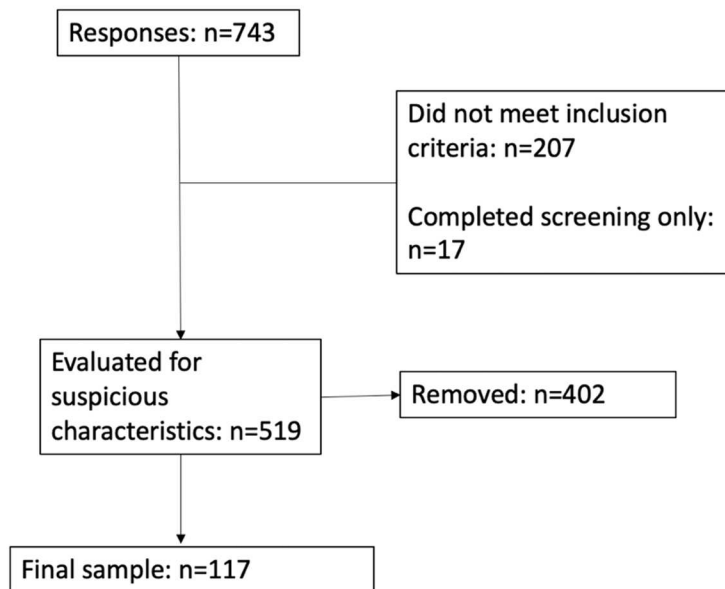 Responses: n=743
Did not meet inclusion
criteria: n=207
Completed screening only:
n=17
Evaluated for
suspicious
characteristics: n=519
Removed: n=402
Final sample: n=117